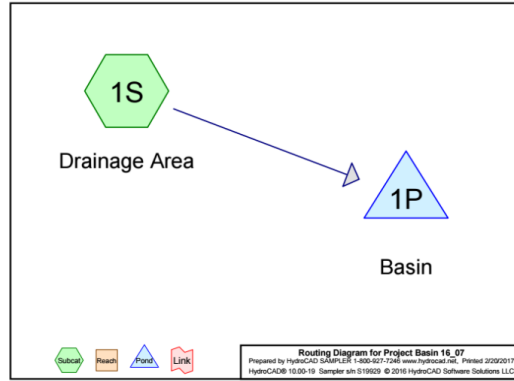 1S
Drainage Area
1P
Basin
Subcat
Reach
Pond
Link
Routing Diagram for Project Basin 16_07
Prepared by HydroCAD SAMPLER 1-800-927-7246 www.hydrocad.net, Printed 2/20/2017
HydroCAD® 10.00-19 Sampler s/n S19929 © 2016 HydroCAD Software Solutions LLC